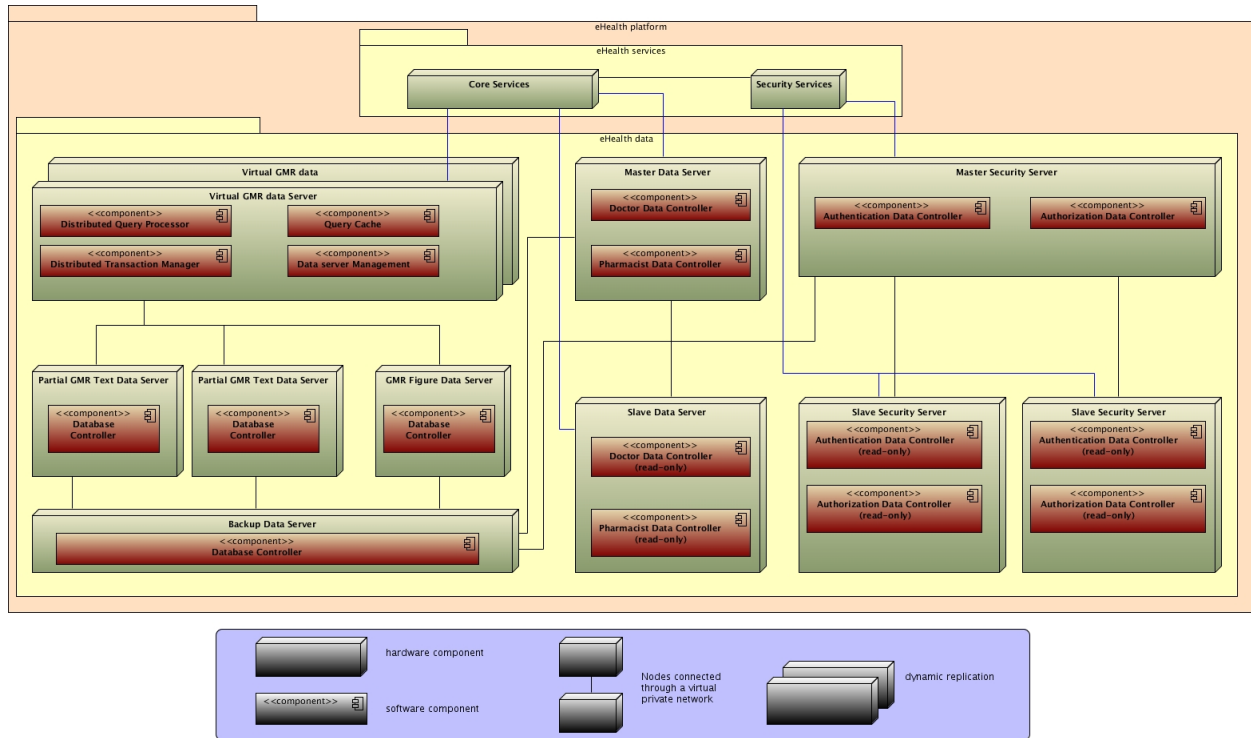 eHealth platform
eHealth services
Core Services
Security Services
eHealth data
Virtual GMR data
Virtual GMR data Server
<<component>>
Distributed Query Processor
<<component>>
Query Cache
<<component>>
Distributed Transaction Manager
<<component>>
Data server Management
Master Data Server
<<component>>
Doctor Data Controller
<<component>>
Pharmacist Data Controller
Master Security Server
<<component>>
Authentication Data Controller
<<component>>
Authorization Data Controller
Partial GMR Text Data Server
<<component>>
Database
Controller
Partial GMR Text Data Server
<<component>>
Database
Controller
GMR Figure Data Server
<<component>>
Database
Controller
Backup Data Server
<<component>>
Database Controller
Slave Data Server
<<component>>
Doctor Data Controller
(read-only)
<<component>>
Pharmacist Data Controller
(read-only)
Slave Security Server
<<component>>
Authentication Data Controller
(read-only)
<<component>>
Authorization Data Controller
(read-only)
Slave Security Server
<<component>>
Authentication Data Controller
(read-only)
<<component>>
Authorization Data Controller
(read-only)
hardware component
<<component>>
software component
Nodes connected
through a virtual
private network
dynamic replication